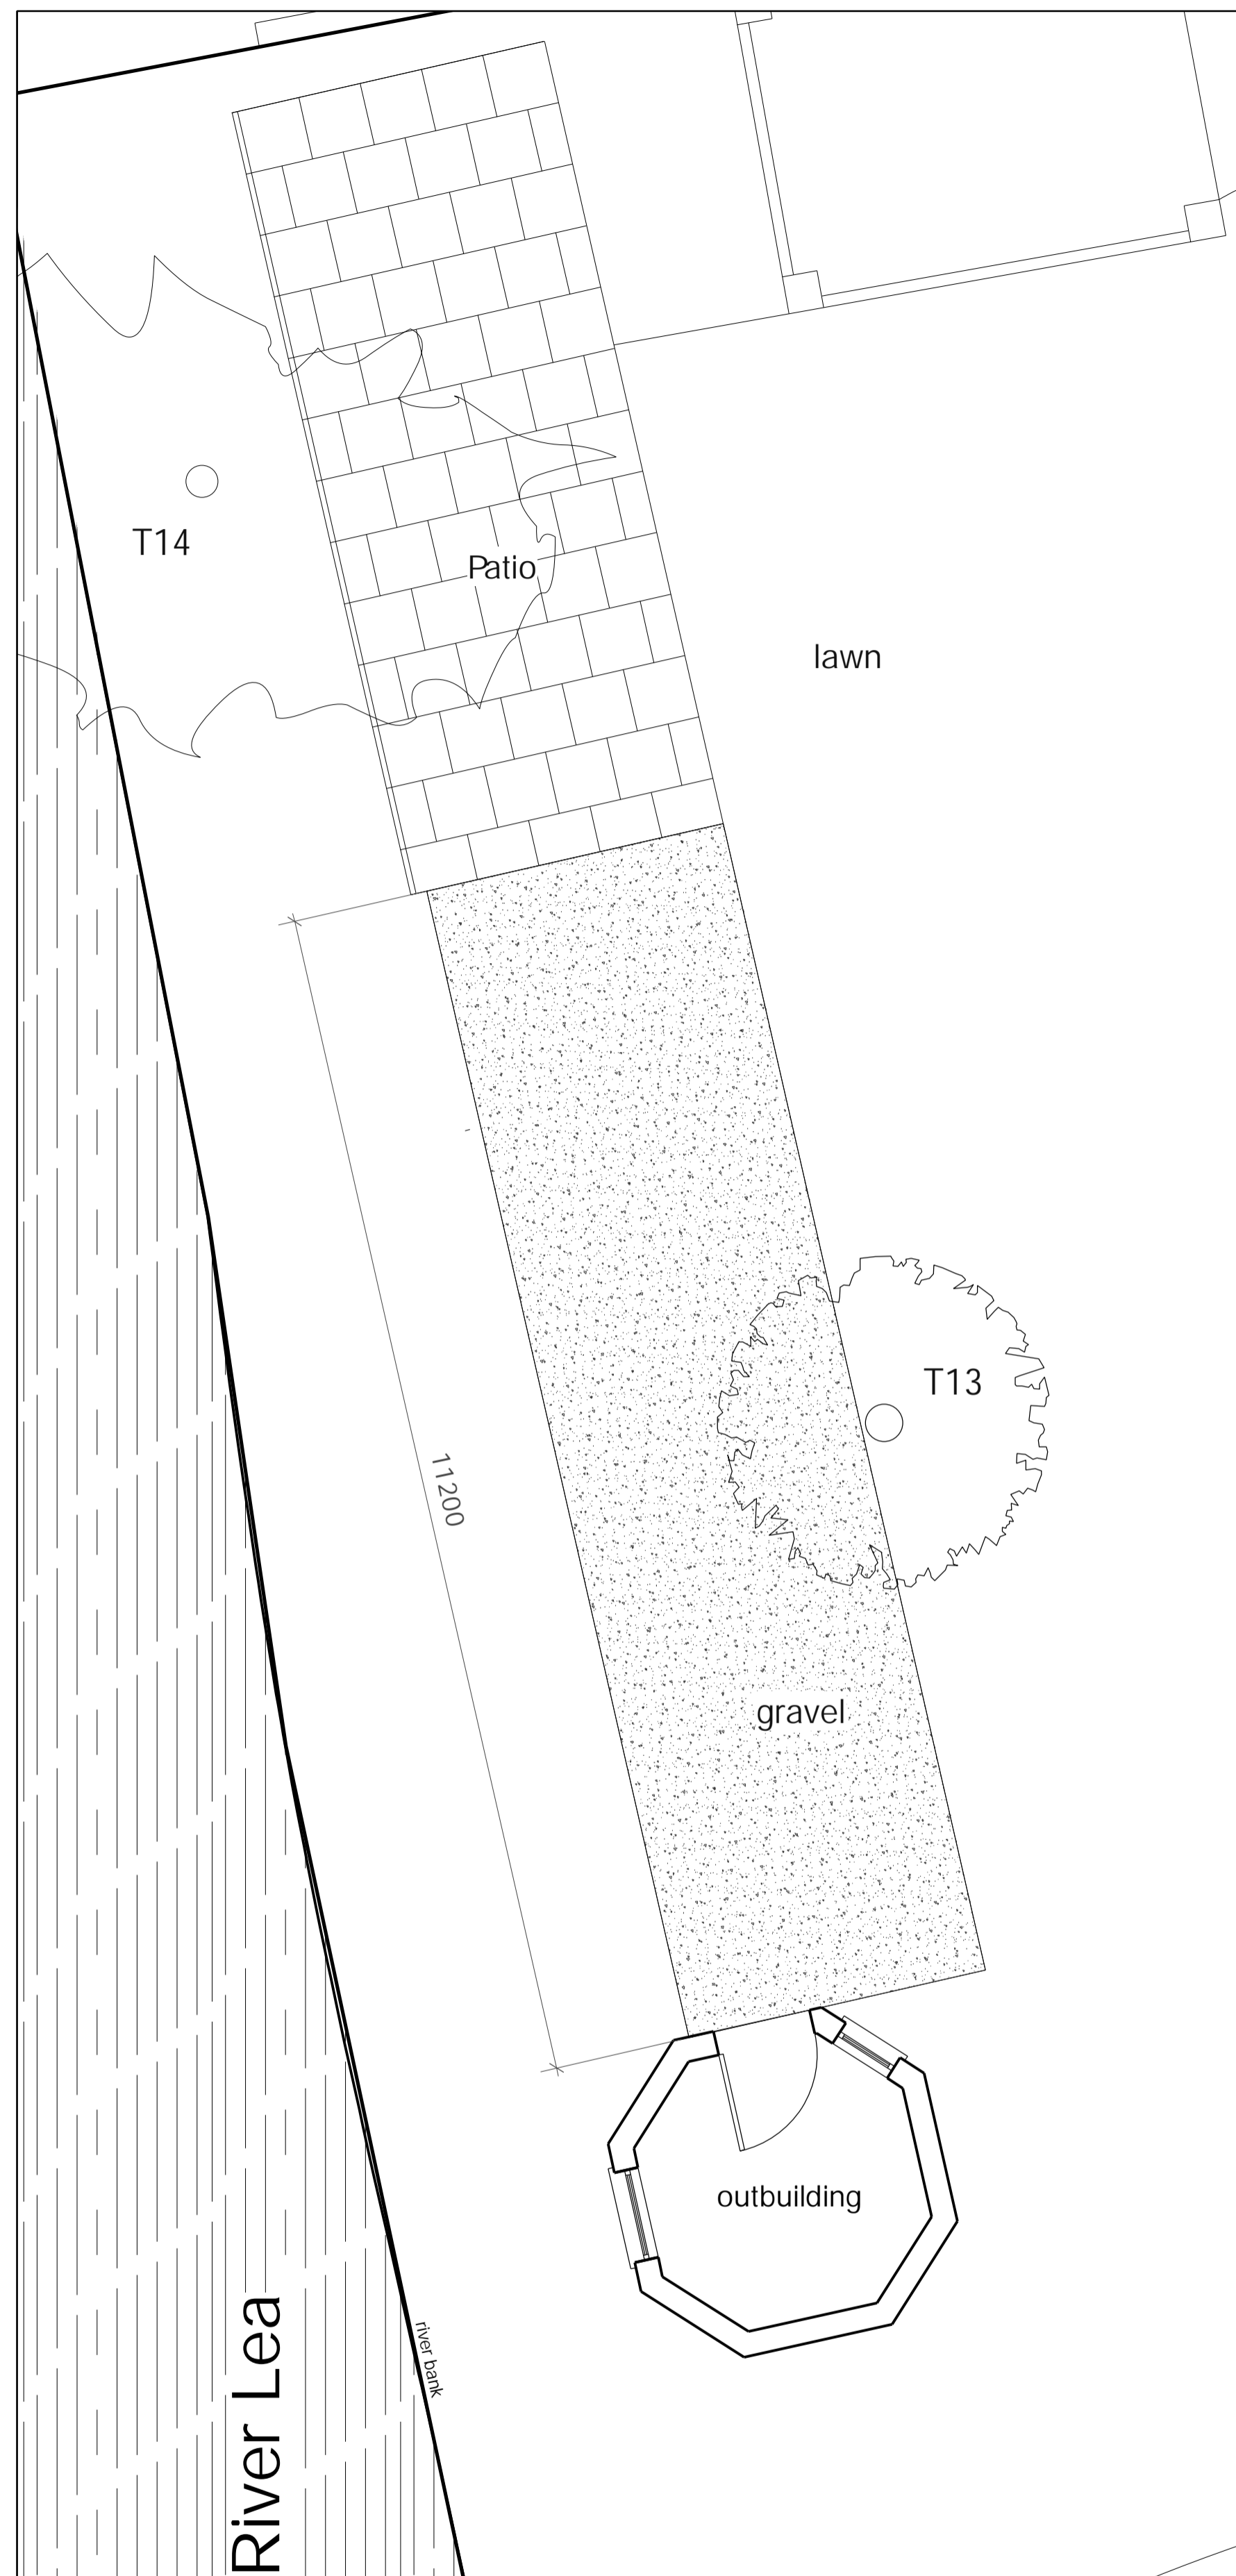 T14
Patio
lawn
T13
11200
gravel
outbuilding
river bank
River Lea